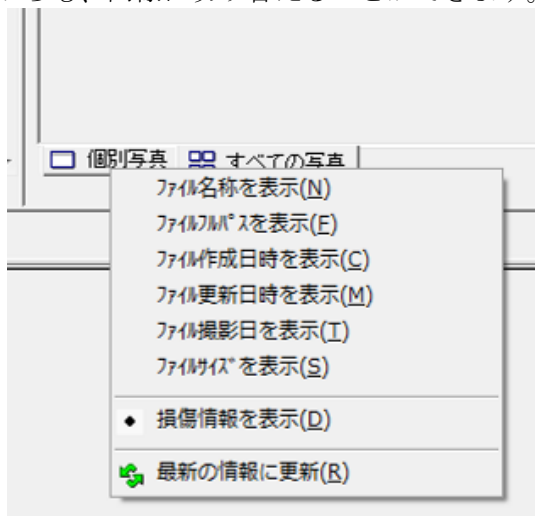 個別写真 すべての写真
ﾌｧｲﾙ名称を表示(N)
ﾌｧｲﾙﾌﾙﾊﾟｽを表示(F)
ﾌｧｲﾙ作成日時を表示(C)
ﾌｧｲﾙ更新日時を表示(M)
ﾌｧｲﾙ撮影日を表示(T)
ﾌｧｲﾙｻｲｽﾞを表示(S)
損傷情報を表示(D)
最新の情報に更新(R)